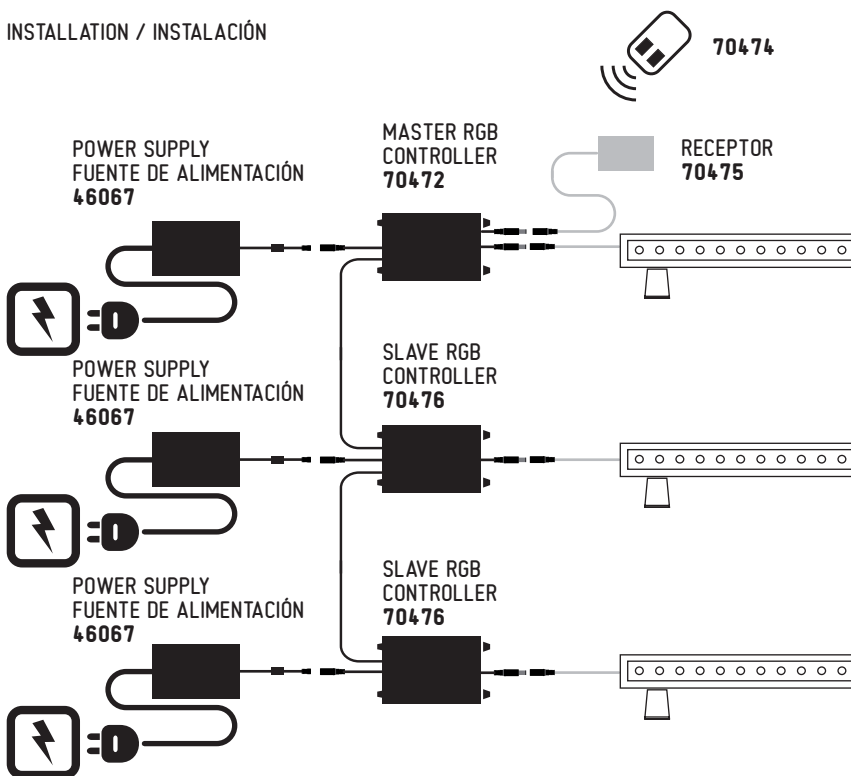 INSTALLATION / INSTALACIÓN
70474
MASTER RGB
CONTROLLER
70472
RECEPTOR
70475
POWER SUPPLY
FUENTE DE ALIMENTACIÓN
46067
SLAVE RGB
CONTROLLER
70476
POWER SUPPLY
FUENTE DE ALIMENTACIÓN
46067
SLAVE RGB
CONTROLLER
70476
POWER SUPPLY
FUENTE DE ALIMENTACIÓN
46067